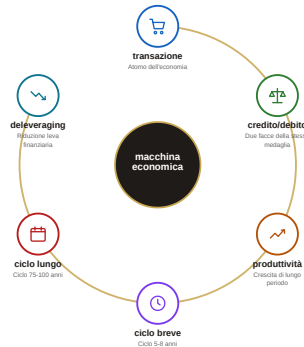 transazione
Atomo dell'economia
credito/debito
Due facce della stessa
medaglia
produttività
Crescita di lungo
periodo
ciclo breve
Ciclo 5-8 anni
ciclo lungo
Ciclo 75-100 anni
deleveraging
Riduzione leva
finanziaria
macchina
economica